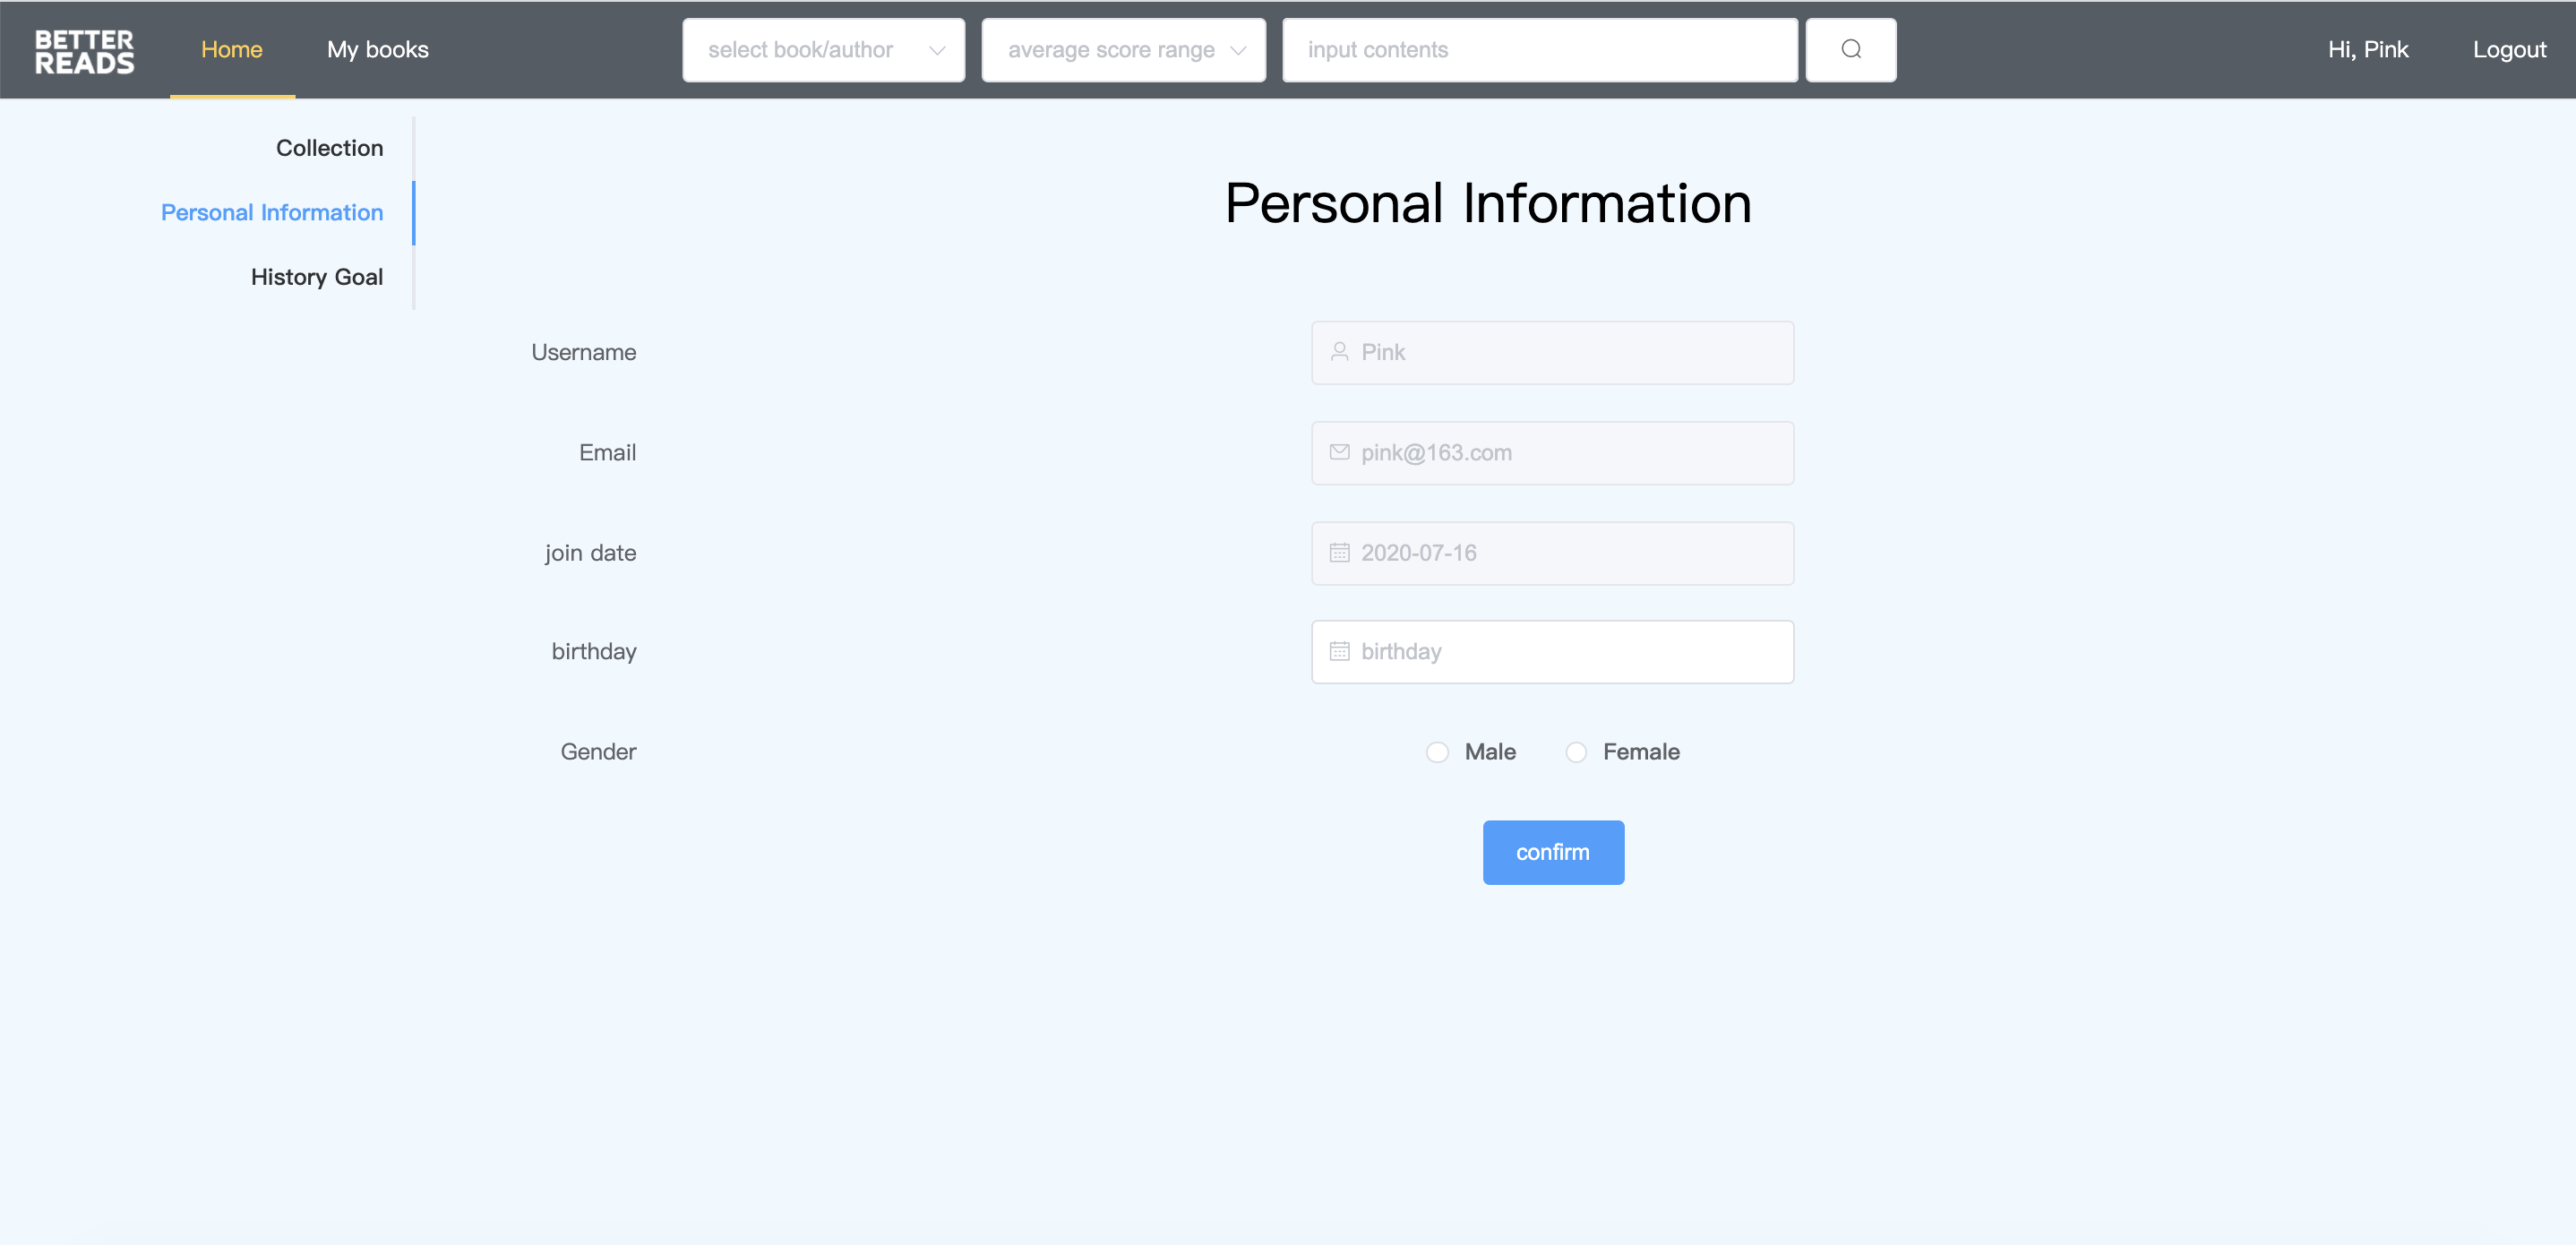 BETTER
READS
Home
My books
select book/author
average score range
input contents
Hi, Pink
Logout
Collection
Personal Information
History Goal
Personal Information
Username
Pink
Email
pink@163.com
join date
2020-07-16
birthday
birthday
Gender
Male
Female
confirm